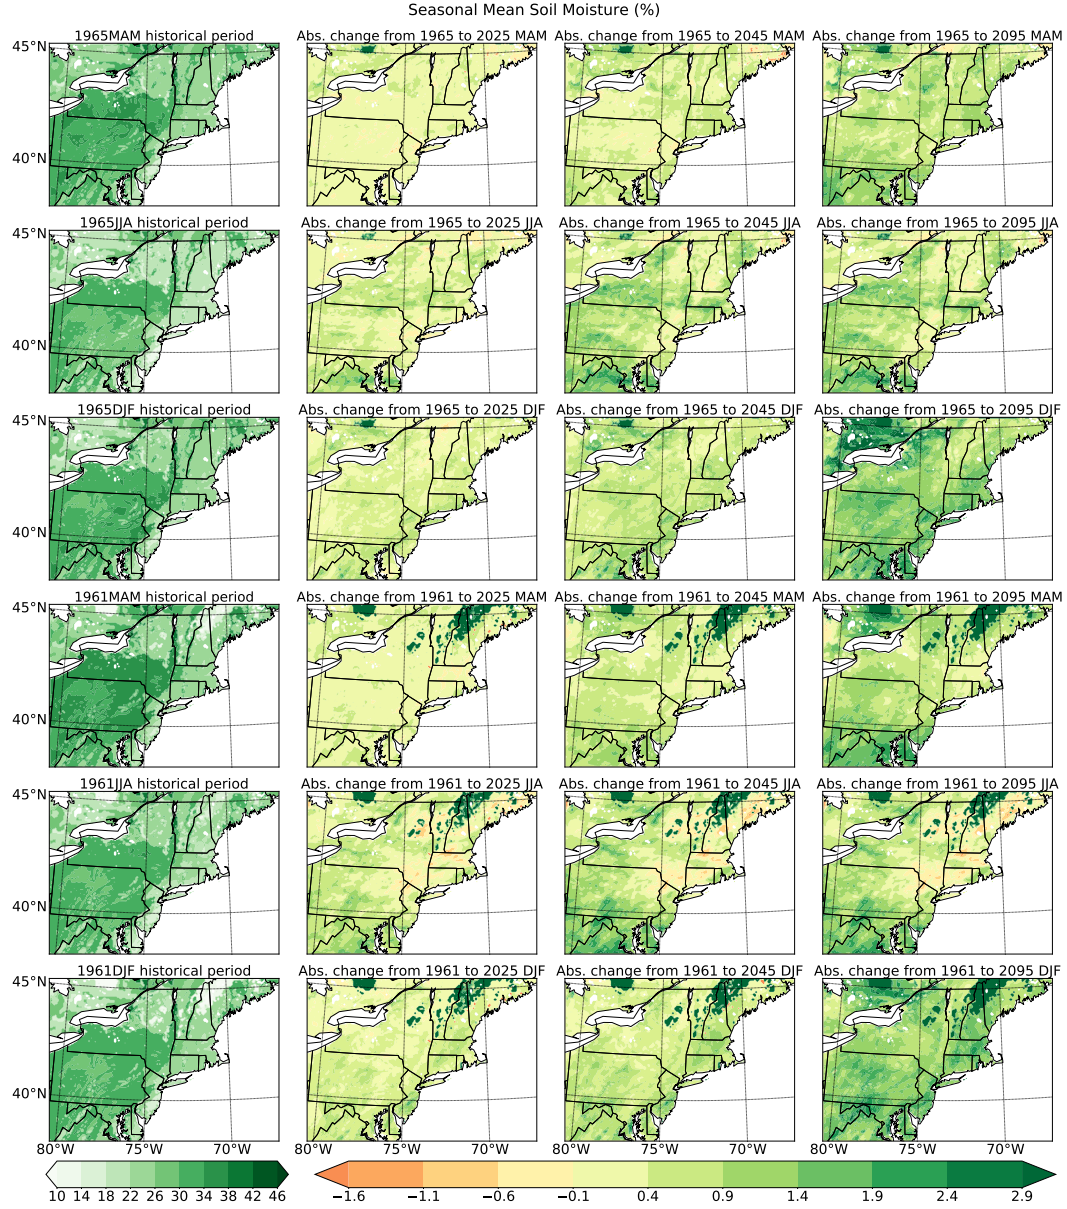 Seasonal Mean Soil Moisture (%)
1965MAM historical period
Abs. change from 1965 to 2025 MAM
Abs. change from 1965 to 2045 MAM
Abs. change from 1965 to 2095 MAM
45°N
40°N
1965JJA historical period
Abs. change from 1965 to 2025 JJA
Abs. change from 1965 to 2045 JJA
Abs. change from 1965 to 2095 JJA
45°N
40°N
1965DJF historical period
Abs. change from 1965 to 2025 DJF
Abs. change from 1965 to 2045 DJF
Abs. change from 1965 to 2095 DJF
45°N
40°N
1961MAM historical period
Abs. change from 1961 to 2025 MAM
Abs. change from 1961 to 2045 MAM
Abs. change from 1961 to 2095 MAM
45°N
40°N
1961JJA historical period
Abs. change from 1961 to 2025 JJA
Abs. change from 1961 to 2045 JJA
Abs. change from 1961 to 2095 JJA
45°N
40°N
1961DJF historical period
Abs. change from 1961 to 2025 DJF
Abs. change from 1961 to 2045 DJF
Abs. change from 1961 to 2095 DJF
45°N
40°N
80°W 75°W 70°W
80°W 75°W 70°W
80°W 75°W 70°W
80°W 75°W 70°W
10 14 18 22 26 30 34 38 42 46
−1.6 −1.1 −0.6 −0.1 0.4 0.9 1.4 1.9 2.4 2.9